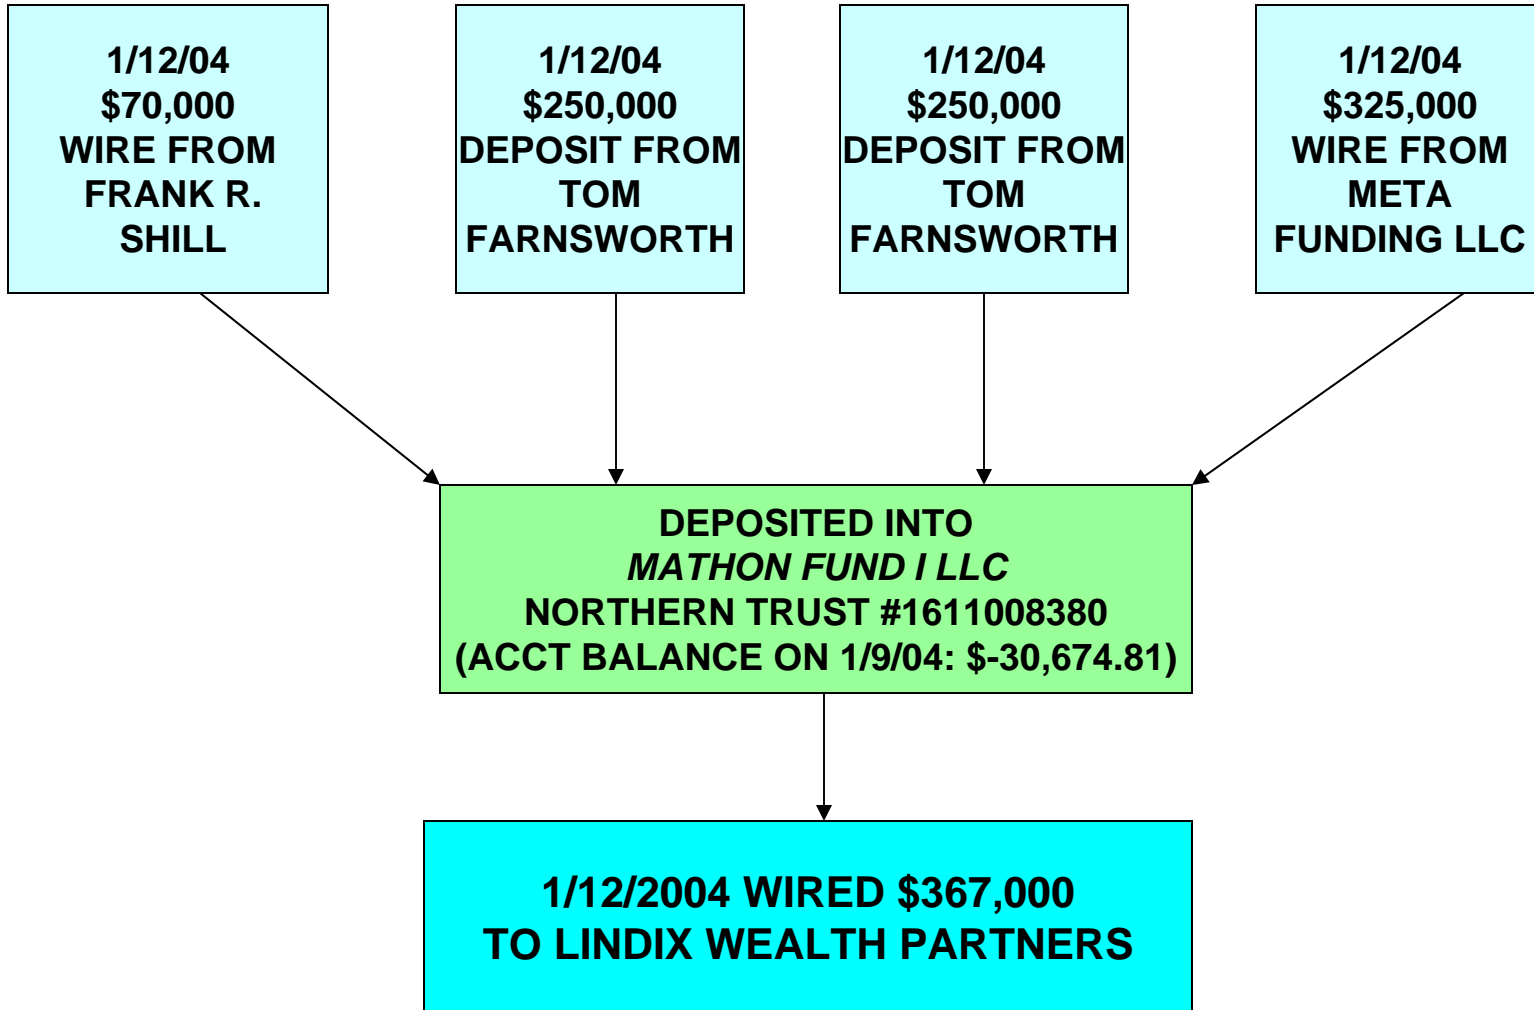 1/12/04
$70,000
WIRE FROM
FRANK R.
SHILL
1/12/04
$250,000
DEPOSIT FROM
TOM
FARNSWORTH
1/12/04
$250,000
DEPOSIT FROM
TOM
FARNSWORTH
1/12/04
$325,000
WIRE FROM
META
FUNDING LLC
DEPOSITED INTO
MATHON FUND I LLC
NORTHERN TRUST #1611008380
(ACCT BALANCE ON 1/9/04: $-30,674.81)
1/12/2004 WIRED $367,000
TO LINDIX WEALTH PARTNERS